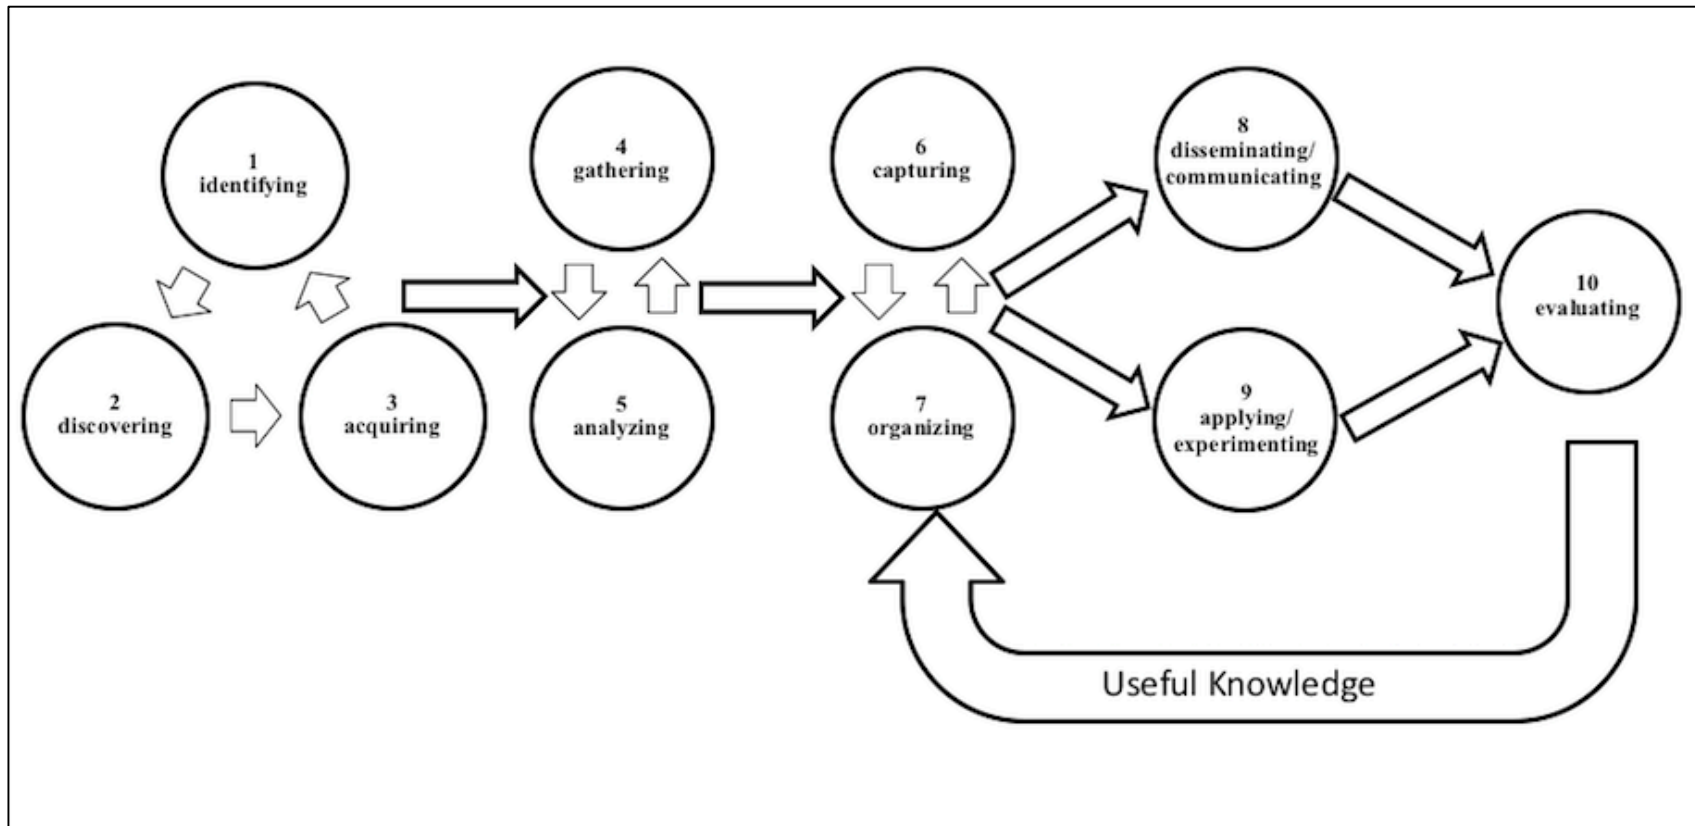 1
identifying
2
discovering
3
acquiring
4
gathering
5
analyzing
6
capturing
7
organizing
8
disseminating/
communicating
9
applying/
experimenting
10
evaluating
Useful Knowledge